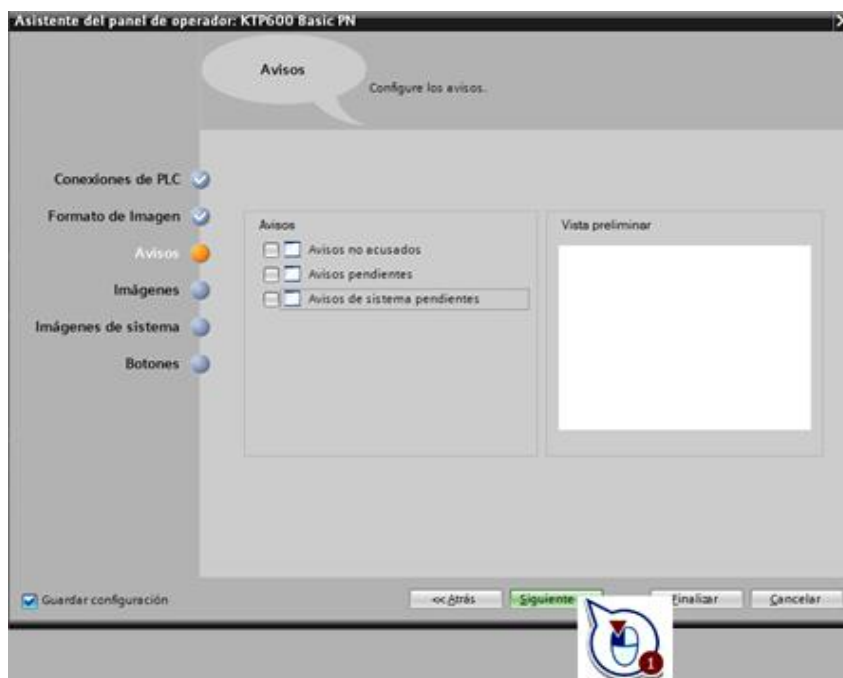 Asistente del panel de operador: KTP600 Basic PN
Avisos
Configure los avisos.
Conexiones de PLC
Formato de Imagen
Avisos
Imágenes
Imágenes de sistema
Botones
Avisos
Avisos no acusados
Avisos pendientes
Avisos de sistema pendientes
Vista preliminar
Guardar configuración
<< Atrás
Siguiente
Finalizar
Cancelar
1